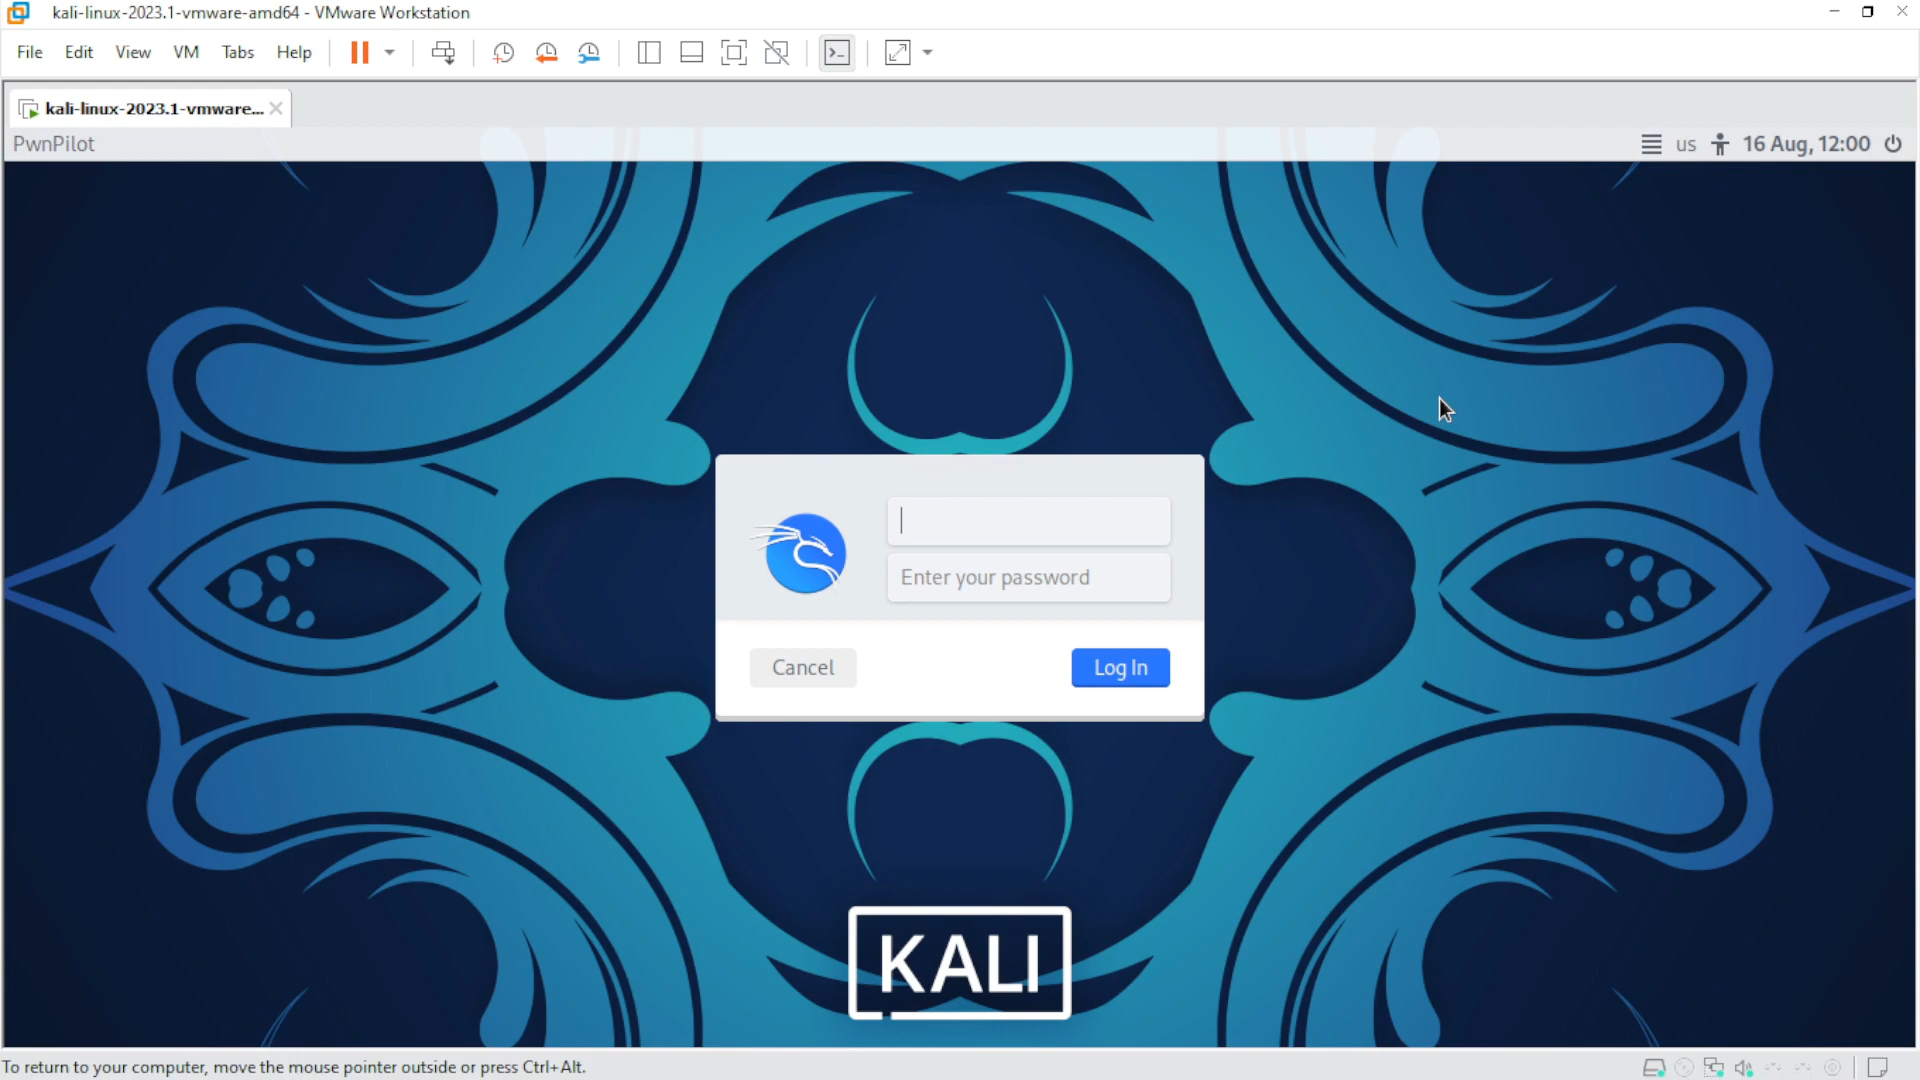 kali-linux-2023.1-vmware-amd64 - VMware Workstation
File Edit View VM Tabs Help
kali-linux-2023.1-vmware...
PwnPilot us 16 Aug, 12:00
Enter your password
Cancel Log In
KALI
To return to your computer, move the mouse pointer outside or press Ctrl+Alt.